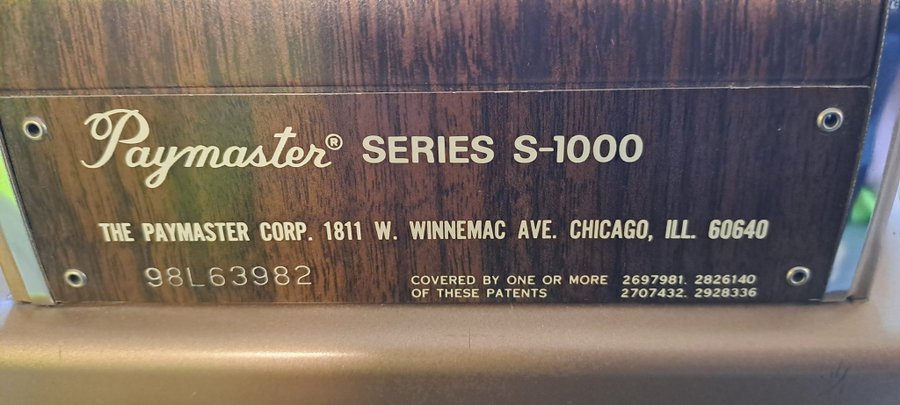 Paymaster® SERIES S-1000
THE PAYMASTER CORP. 1811 W. WINNEMAC AVE. CHICAGO, ILL. 60640
98L63982
COVERED BY ONE OR MORE 2697981. 2826140
OF THESE PATENTS 2707432. 2928336